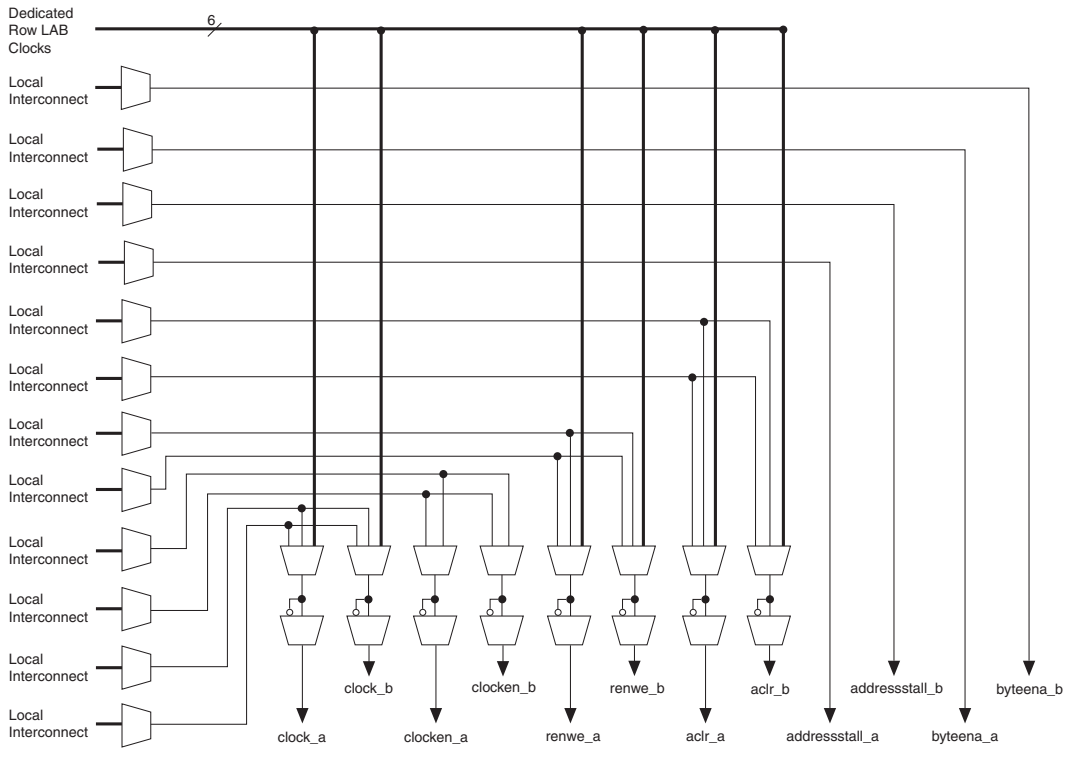 Dedicated
Row LAB
Clocks
6
Local
Interconnect
Local
Interconnect
Local
Interconnect
Local
Interconnect
Local
Interconnect
Local
Interconnect
Local
Interconnect
Local
Interconnect
Local
Interconnect
Local
Interconnect
Local
Interconnect
Local
Interconnect
clock_b clocken_b renwe_b aclr_b addressstall_b byteena_b
clock_a clocken_a renwe_a aclr_a addressstall_a byteena_a